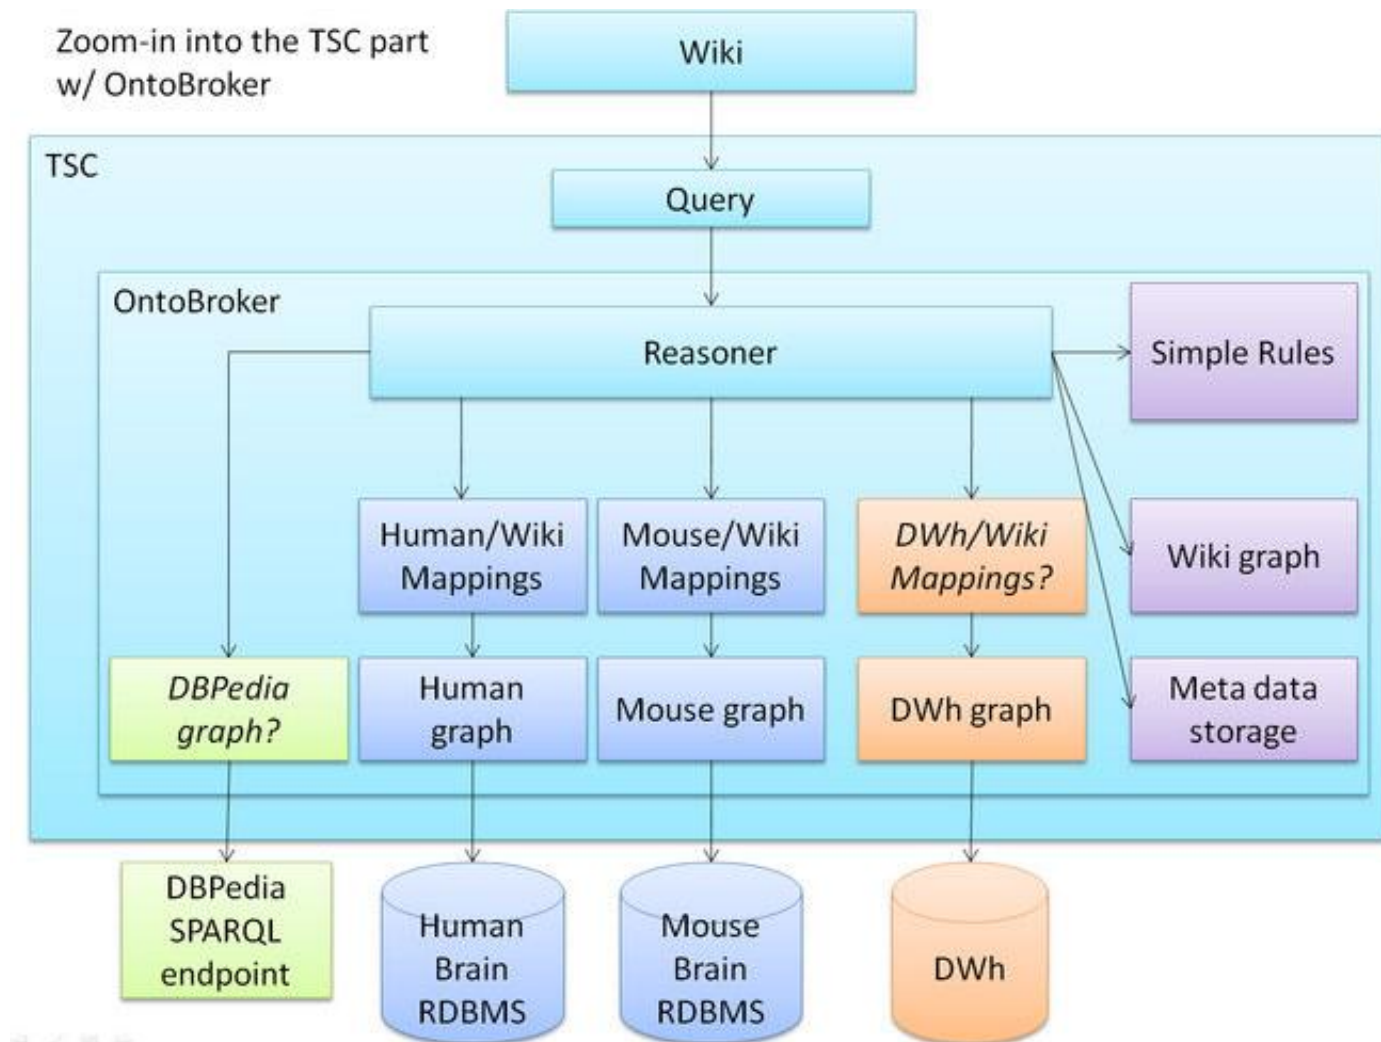 Zoom-in into the TSC part
w/ OntoBroker
Wiki
TSC
Query
OntoBroker
Reasoner
Simple Rules
Human/Wiki
Mappings
Mouse/Wiki
Mappings
DWh/Wiki
Mappings?
Wiki graph
DBPedia
graph?
Human
graph
Mouse graph
DWh graph
Meta data
storage
DBPedia
SPARQL
endpoint
Human
Brain
RDBMS
Mouse
Brain
RDBMS
DWh